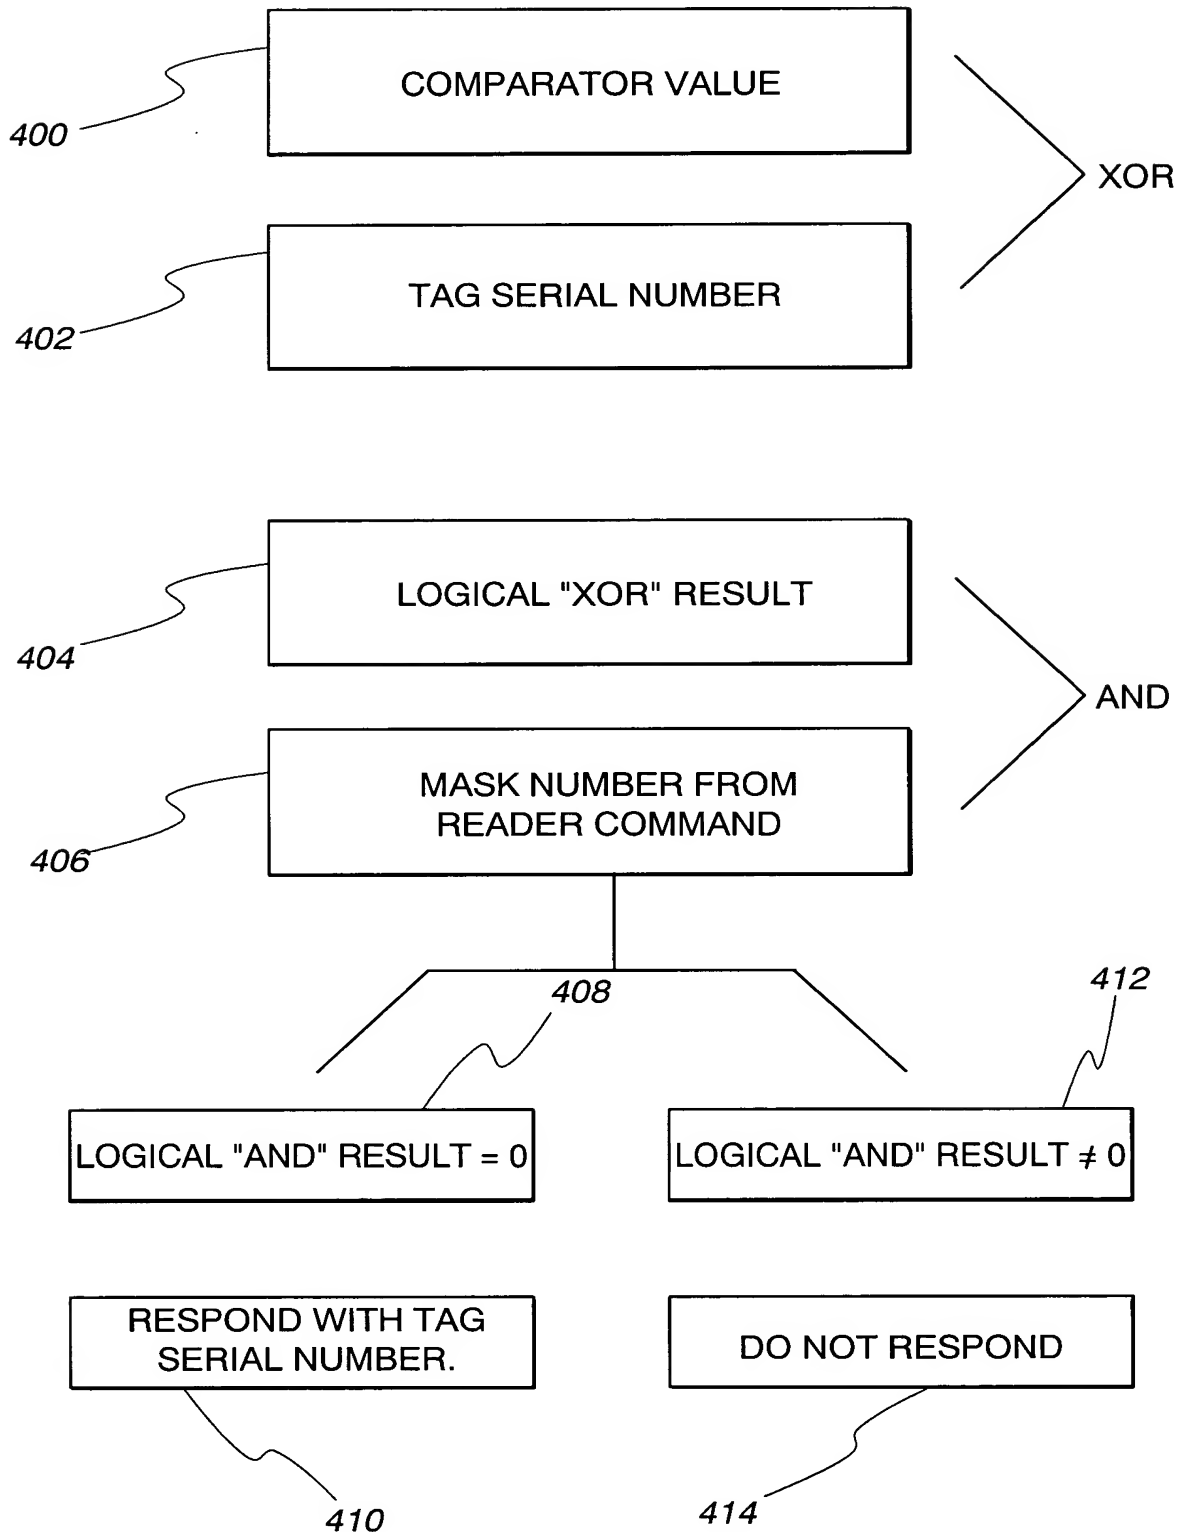 COMPARATOR VALUE
400
XOR
TAG SERIAL NUMBER
402
LOGICAL "XOR" RESULT
404
AND
MASK NUMBER FROM
READER COMMAND
406
408
412
LOGICAL "AND" RESULT = 0
LOGICAL "AND" RESULT ≠ 0
RESPOND WITH TAG
SERIAL NUMBER.
DO NOT RESPOND
410
414